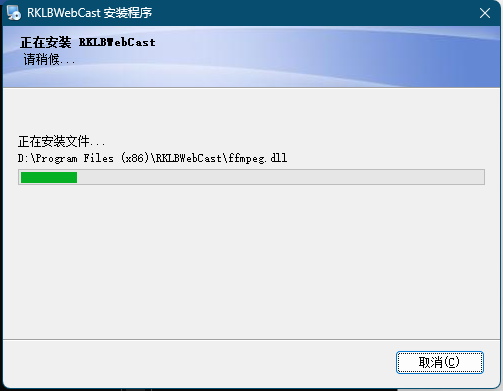 RKLBWebCast 安装程序
正在安装 RKLBWebCast
请稍候...
正在安装文件...
D:\Program Files (x86)\RKLBWebCast\ffmpeg.dll
取消(C)